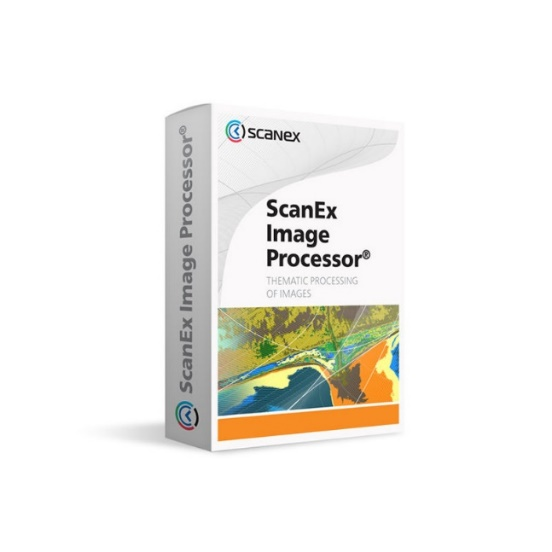 scanex
ScanEx
Image
Processor®
THEMATIC PROCESSING
OF IMAGES
ScanEx Image Processor®